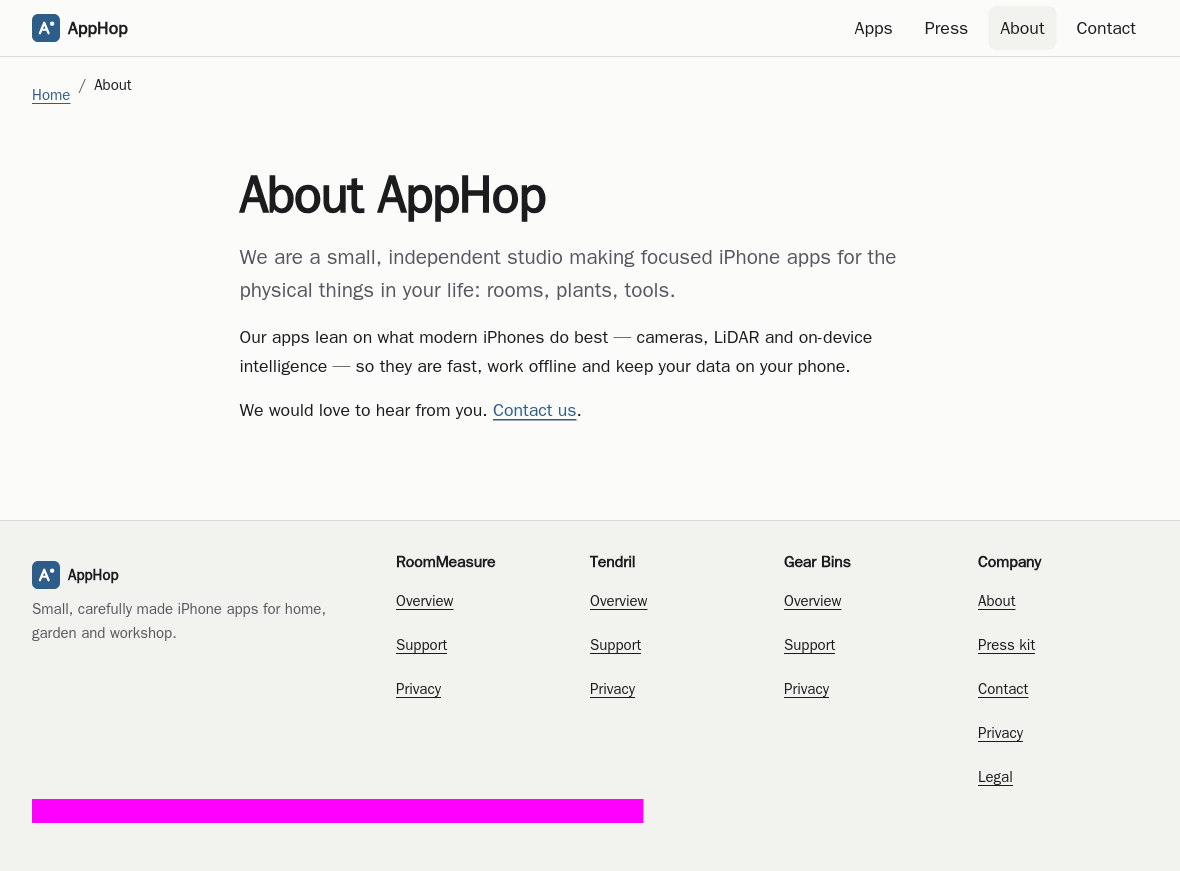 AppHop
Apps
Press
About
Contact
Home / About
About AppHop
We are a small, independent studio making focused iPhone apps for the
physical things in your life: rooms, plants, tools.
Our apps lean on what modern iPhones do best — cameras, LiDAR and on-device
intelligence — so they are fast, work offline and keep your data on your phone.
We would love to hear from you. Contact us.
AppHop
Small, carefully made iPhone apps for home,
garden and workshop.
RoomMeasure
Overview
Support
Privacy
Tendril
Overview
Support
Privacy
Gear Bins
Overview
Support
Privacy
Company
About
Press kit
Contact
Privacy
Legal